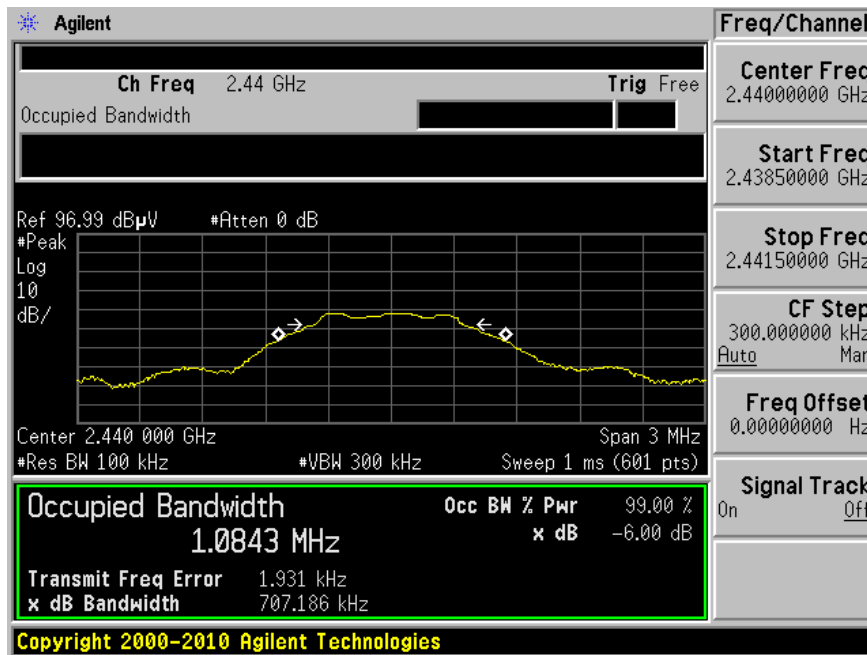 Agilent
Freq/Channel
Ch Freq 2.44 GHz Trig Free
Occupied Bandwidth
Center Freq
2.44000000 GHz
Start Freq
2.43850000 GHz
Stop Freq
2.44150000 GHz
CF Step
300.000000 kHz
Auto Man
Freq Offset
0.00000000 Hz
Signal Track
On Off
Ref 96.99 dBµV #Atten 0 dB
#Peak
Log
10
dB/
Center 2.440 000 GHz Span 3 MHz
#Res BW 100 kHz #VBW 300 kHz Sweep 1 ms (601 pts)
Occupied Bandwidth
1.0843 MHz
Occ BW % Pwr 99.00 %
x dB -6.00 dB
Transmit Freq Error 1.931 kHz
x dB Bandwidth 707.186 kHz
Copyright 2000-2010 Agilent Technologies